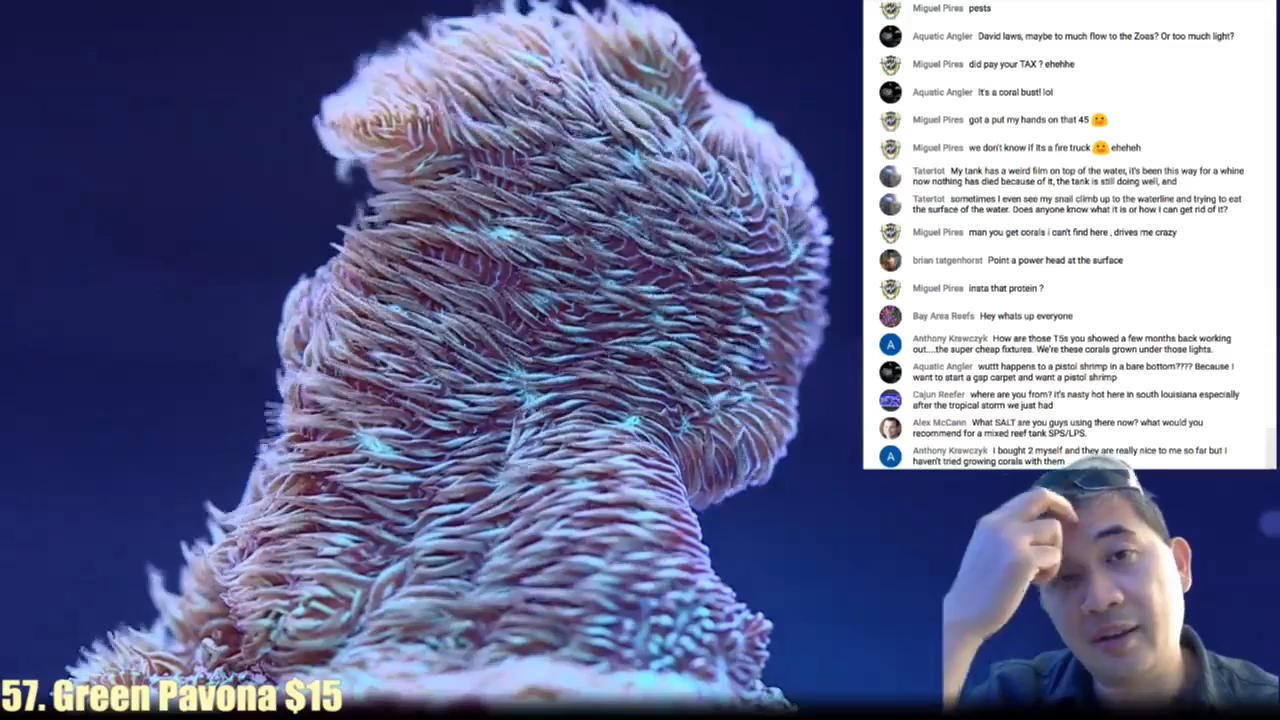 Miguel Pires pests
Aquatic Angler David laws, maybe to much flow to the Zoas? Or too much light?
Miguel Pires did pay your TAX ? ehehhe
Aquatic Angler It's a coral bust! lol
Miguel Pires got a put my hands on that 45
Miguel Pires we don't know if its a fire truck eheheh
Tatertot My tank has a weird film on top of the water, it's been this way for a whine
now nothing has died because of it, the tank is still doing well, and
Tatertot sometimes I even see my snail climb up to the waterline and trying to eat
the surface of the water. Does anyone know what it is or how I can get rid of it?
Miguel Pires man you get corals i can't find here , drives me crazy
brian tatgenhorst Point a power head at the surface
Miguel Pires insta that protein ?
Bay Area Reefs Hey whats up everyone
Anthony Krawczyk How are those T5s you showed a few months back working
out....the super cheap fixtures. We're these corals grown under those lights.
A
Aquatic Angler wuttt happens to a pistol shrimp in a bare bottom???? Because I
want to start a gsp carpet and want a pistol shrimp
Cajun Reefer where are you from? it's nasty hot here in south louisiana especially
after the tropical storm we just had
Alex McCann What SALT are you guys using there now? what would you
recommend for a mixed reef tank SPS/LPS.
Anthony Krawczyk I bought 2 myself and they are really nice to me so far but I
haven't tried growing corals with them
A
57. Green Pavona $15